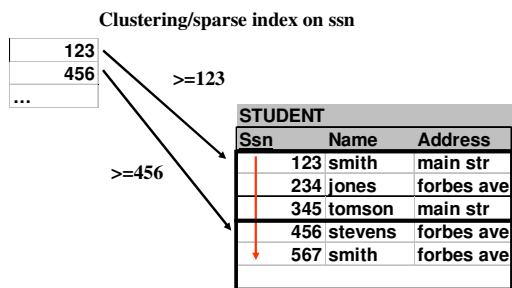 Clustering/sparse index on ssn
123
456
...
>=123
>=456
STUDENT
Ssn Name Address
123 smith main str
234 jones forbes ave
345 tomson main str
456 stevens forbes ave
567 smith forbes ave